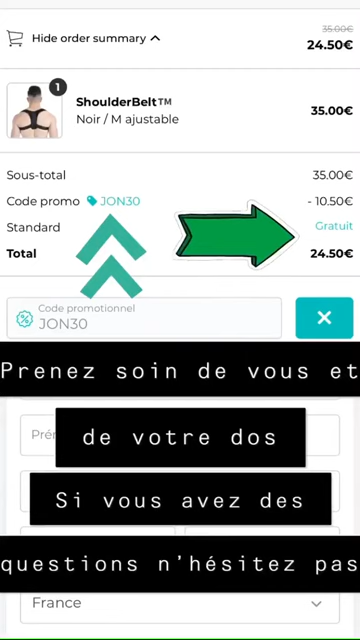 35.00€
Hide order summary
24.50€
1
ShoulderBelt™
35.00€
Noir / M ajustable
Sous-total 35.00€
Code promo JON30 - 10.50€
Standard Gratuit
Total 24.50€
Code promotionnel
JON30
Prenez soin de vous et
de votre dos
Si vous avez des
questions n'hésitez pas
France